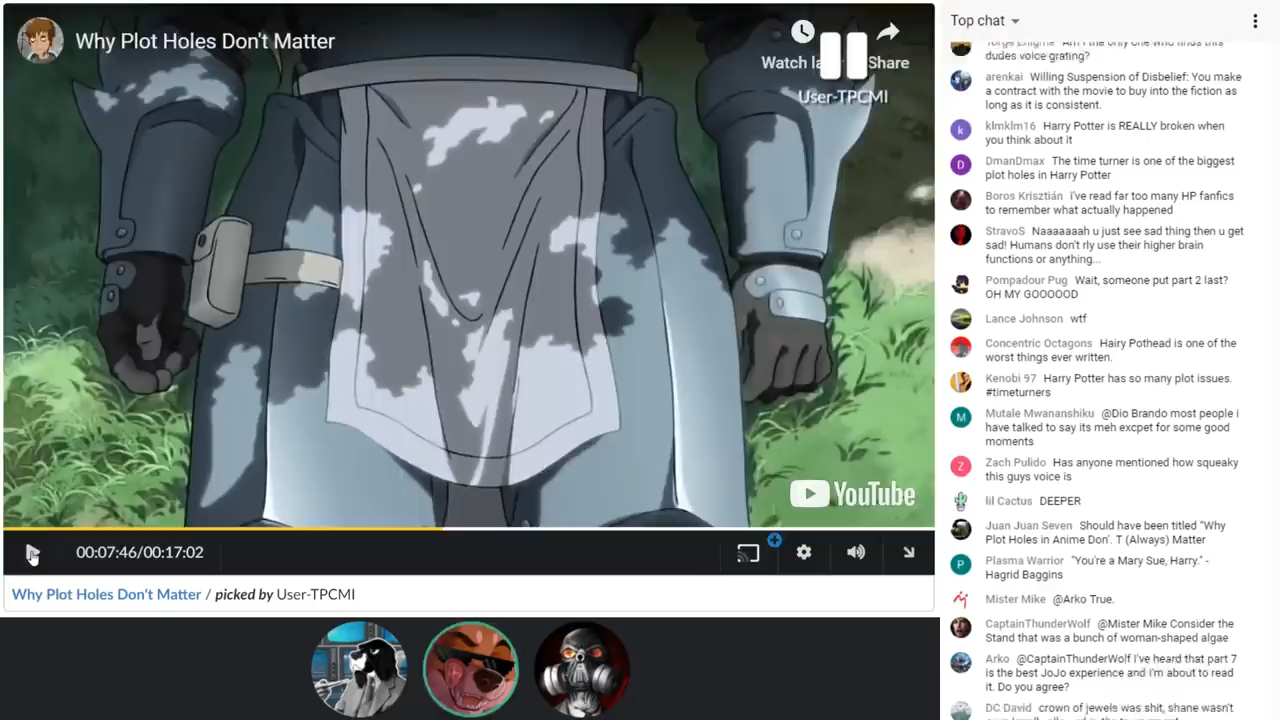 Why Plot Holes Don't Matter
Watch la
Share
User-TPCMI
YouTube
00:07:46/00:17:02
Why Plot Holes Don't Matter / picked by User-TPCMI
Top chat
dudes voice grating?
arenkai Willing Suspension of Disbelief: You make
a contract with the movie to buy into the fiction as
long as it is consistent.
k
klmklm16 Harry Potter is REALLY broken when
you think about it
D
DmanDmax The time turner is one of the biggest
plot holes in Harry Potter
Boros Krisztián i've read far too many HP fanfics
to remember what actually happened
StravoS Naaaaaaah u just see sad thing then u get
sad! Humans don't rly use their higher brain
functions or anything...
Pompadour Pug Wait, someone put part 2 last?
OH MY GOOOOOD
Lance Johnson wtf
Concentric Octagons Hairy Pothead is one of the
worst things ever written.
Kenobi 97 Harry Potter has so many plot issues.
#timeturners
M
Mutale Mwananshiku @Dio Brando most people i
have talked to say its meh excpet for some good
moments
Z
Zach Pulido Has anyone mentioned how squeaky
this guys voice is
lil Cactus DEEPER
Juan Juan Seven Should have been titled “Why
Plot Holes in Anime Don’. T (Always) Matter
P
Plasma Warrior "You're a Mary Sue, Harry." -
Hagrid Baggins
Mister Mike @Arko True.
CaptainThunderWolf @Mister Mike Consider the
Stand that was a bunch of woman-shaped algae
Arko @CaptainThunderWolf I've heard that part 7
is the best JoJo experience and I'm about to read
it. Do you agree?
DC David crown of jewels was shit, shane wasn't